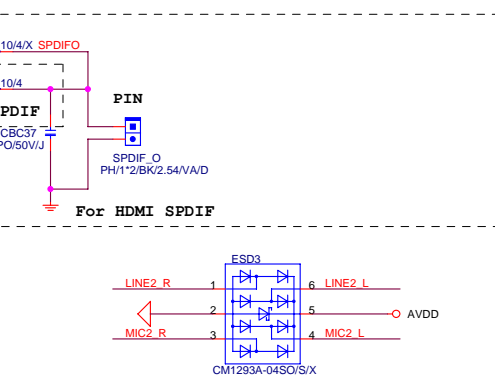 10/4/X SPDIFO
10/4
PDIF
PIN
CBC37
PO/50V/J
SPDIF_O
PH/1*2/BK/2.54/VA/D
For HDMI SPDIF
ESD3
LINE2_R 1 6 LINE2_L
2 5 AVDD
MIC2_R 3 4 MIC2_L
CM1293A-04SO/S/X